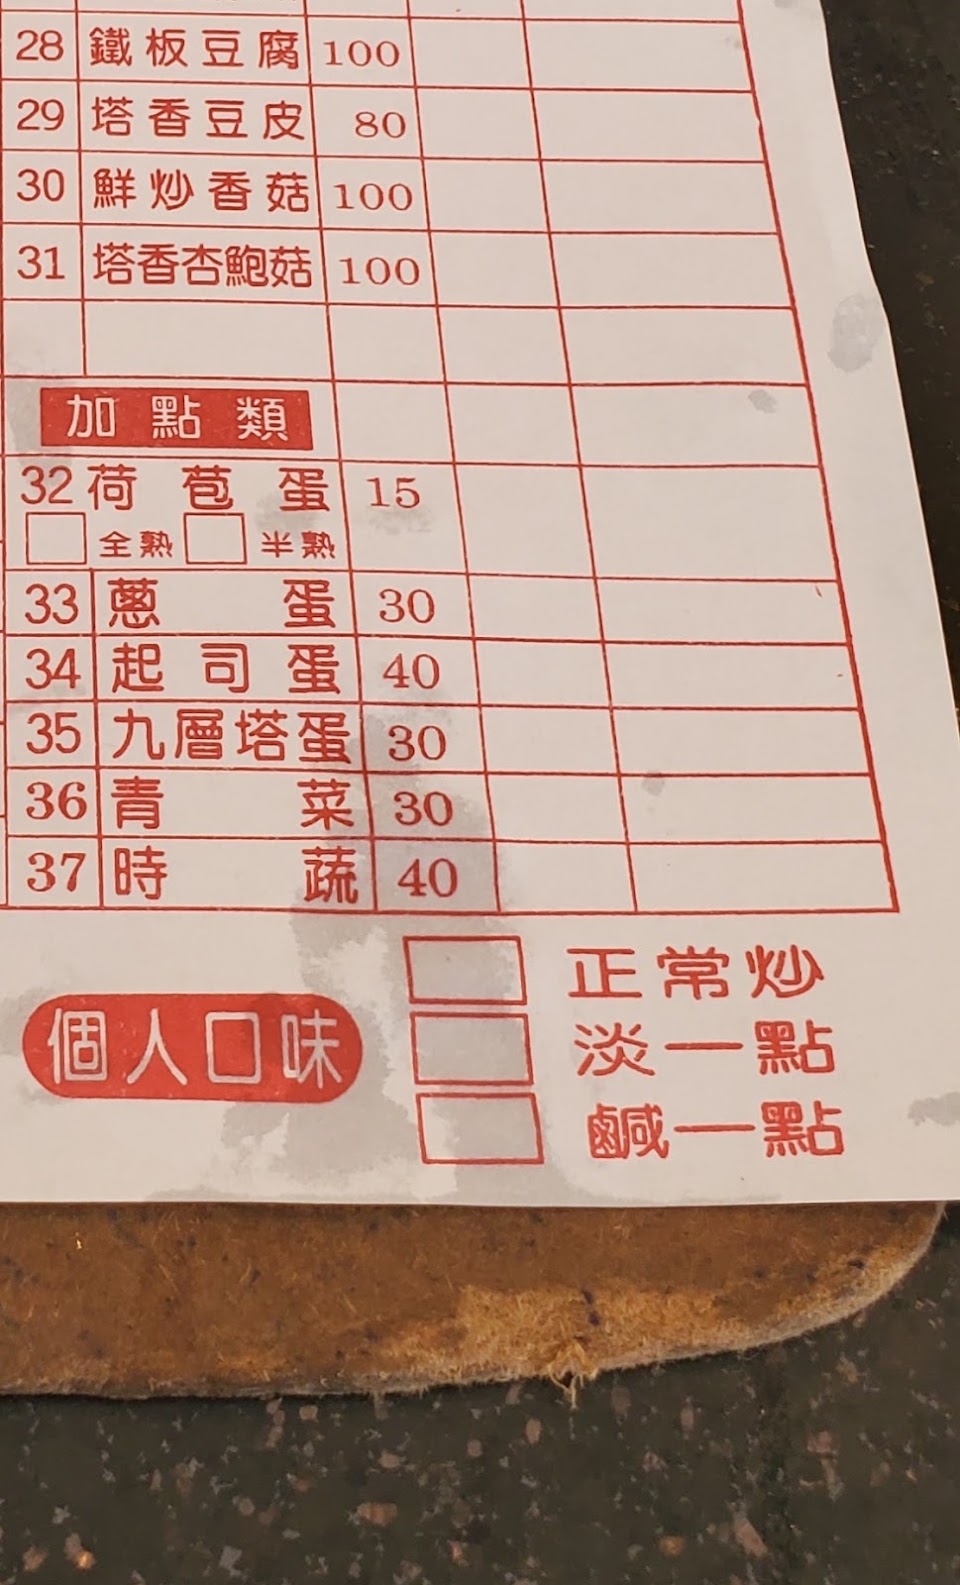 28 鐵板豆腐 100
29 塔香豆皮 80
30 鮮炒香菇 100
31 塔香杏鮑菇 100
加點類
32 荷苞蛋 15
全熟 半熟
33 蔥蛋 30
34 起司蛋 40
35 九層塔蛋 30
36 青菜 30
37 時蔬 40
個人口味
正常炒
淡一點
鹹一點